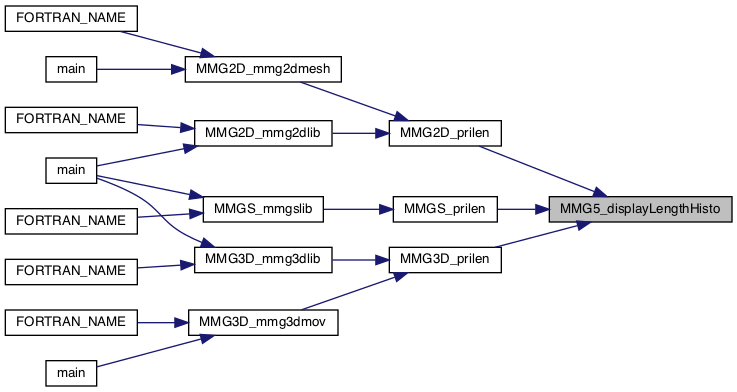 FORTRAN_NAME
main
MMG2D_mmg2dmesh
FORTRAN_NAME
MMG2D_mmg2dlib
MMG2D_prilen
main
MMGS_mmgslib
MMGS_prilen
MMG5_displayLengthHisto
FORTRAN_NAME
MMG3D_mmg3dlib
MMG3D_prilen
FORTRAN_NAME
FORTRAN_NAME
MMG3D_mmg3dmov
main